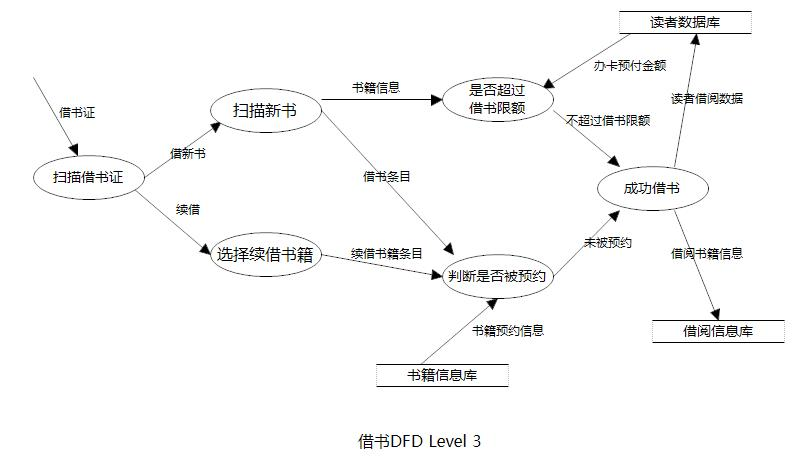 读者数据库
办卡预付金额
书籍信息
是否超过
借书限额
读者借阅数据
借书证
扫描新书
不超过借书限额
借新书
扫描借书证
借书条目
成功借书
续借
未被预约
选择续借书籍
续借书籍条目
借阅书籍信息
判断是否被预约
书籍预约信息
借阅信息库
书籍信息库
借书DFD Level 3